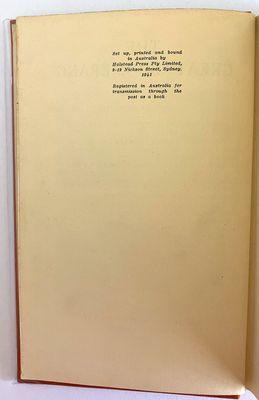 Set up, printed and bound
in Australia by
Halstead Press Pty Limited,
9-19 Nickson Street, Sydney.
1941
Registered in Australia for
transmission through the
post as a book